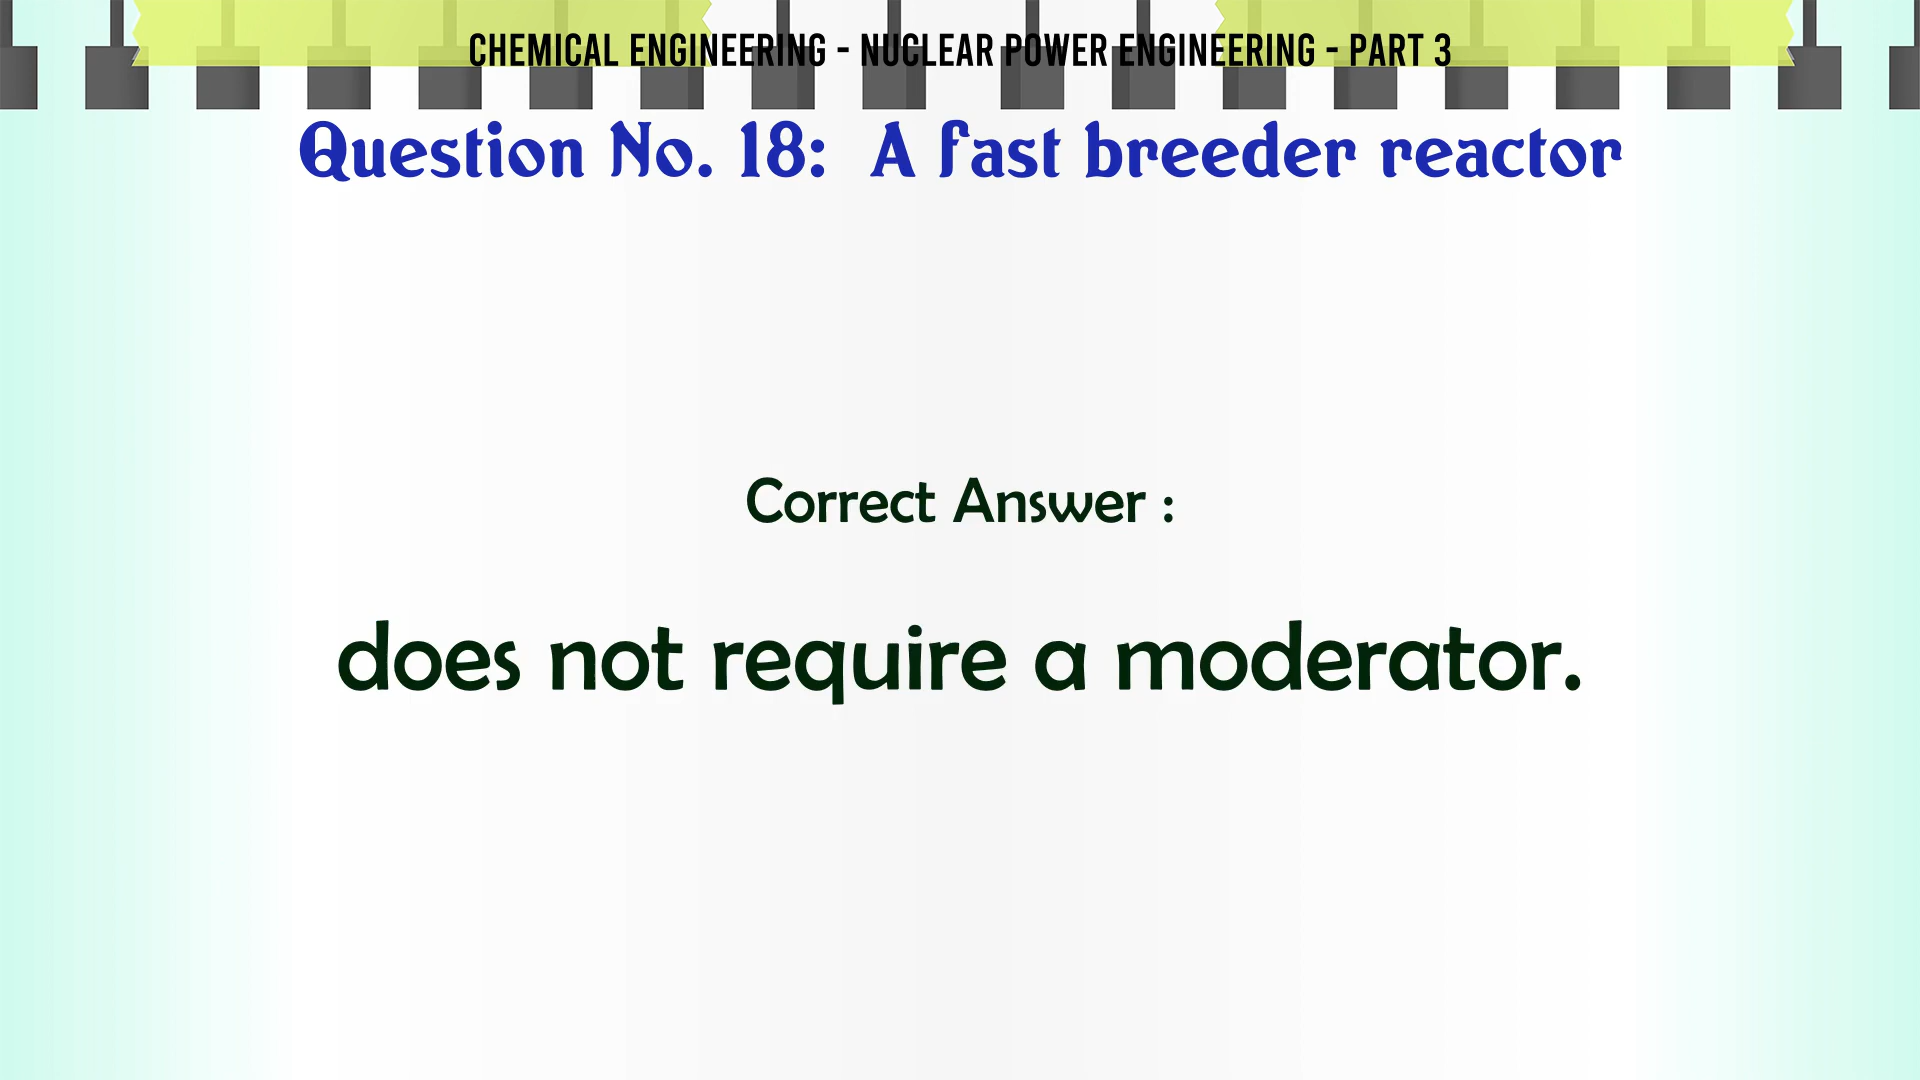 CHEMICAL ENGINEERING - NUCLEAR POWER ENGINEERING - PART 3
Question No. 18: A fast breeder reactor
Correct Answer :
does not require a moderator.